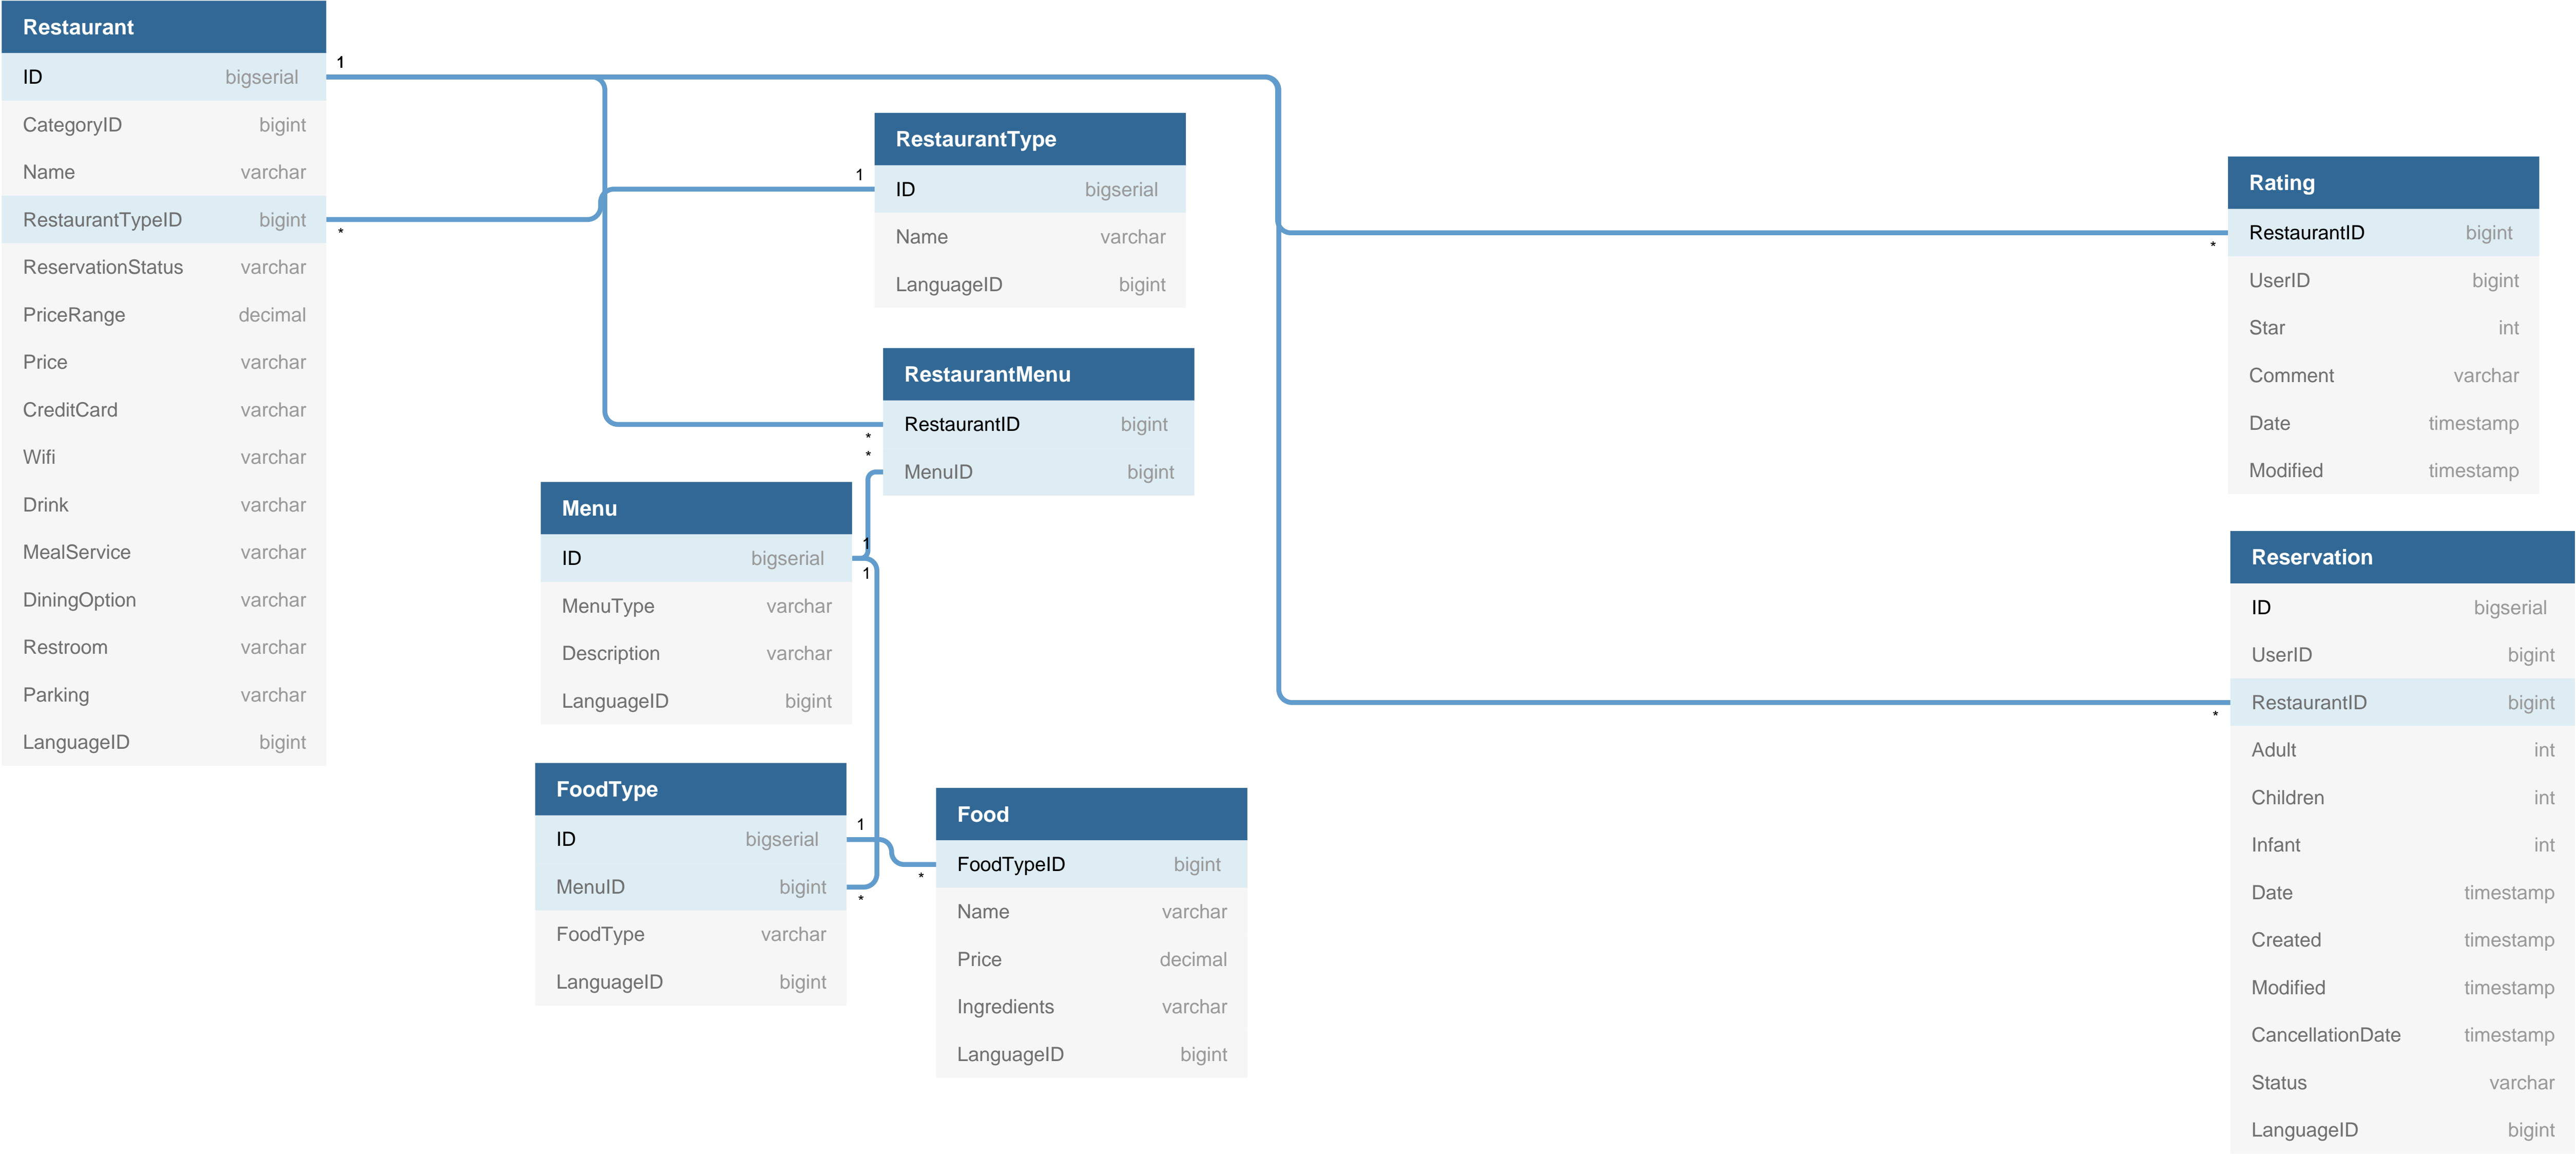 Restaurant
ID bigserial
CategoryID bigint
Name varchar
RestaurantTypeID bigint
ReservationStatus varchar
PriceRange decimal
Price varchar
CreditCard varchar
Wifi varchar
Drink varchar
MealService varchar
DiningOption varchar
Restroom varchar
Parking varchar
LanguageID bigint
1
*
RestaurantType
1
ID bigserial
Name varchar
LanguageID bigint
RestaurantMenu
RestaurantID bigint
*
*
MenuID bigint
Menu
ID bigserial
1
1
MenuType varchar
Description varchar
LanguageID bigint
FoodType
1
ID bigserial
MenuID bigint
*
FoodType varchar
LanguageID bigint
Food
FoodTypeID bigint
*
Name varchar
Price decimal
Ingredients varchar
LanguageID bigint
Rating
RestaurantID bigint
*
UserID bigint
Star int
Comment varchar
Date timestamp
Modified timestamp
Reservation
ID bigserial
UserID bigint
RestaurantID bigint
*
Adult int
Children int
Infant int
Date timestamp
Created timestamp
Modified timestamp
CancellationDate timestamp
Status varchar
LanguageID bigint